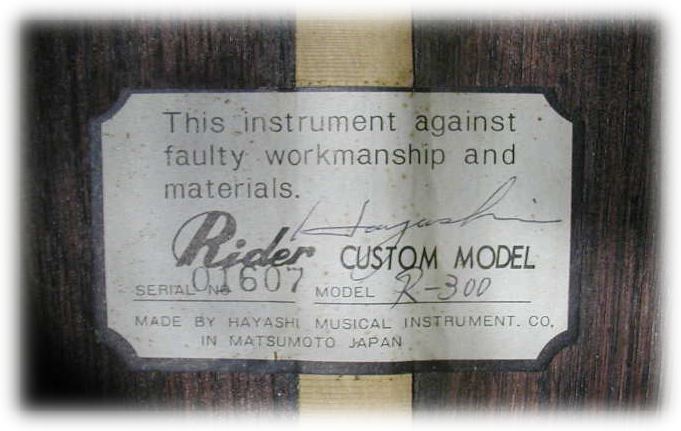 This instrument against
faulty workmanship and
materials.
Hayashi
Rider CUSTOM MODEL
SERIAL No 01607 MODEL R-300
MADE BY HAYASHI MUSICAL INSTRUMENT. CO,
IN MATSUMOTO JAPAN